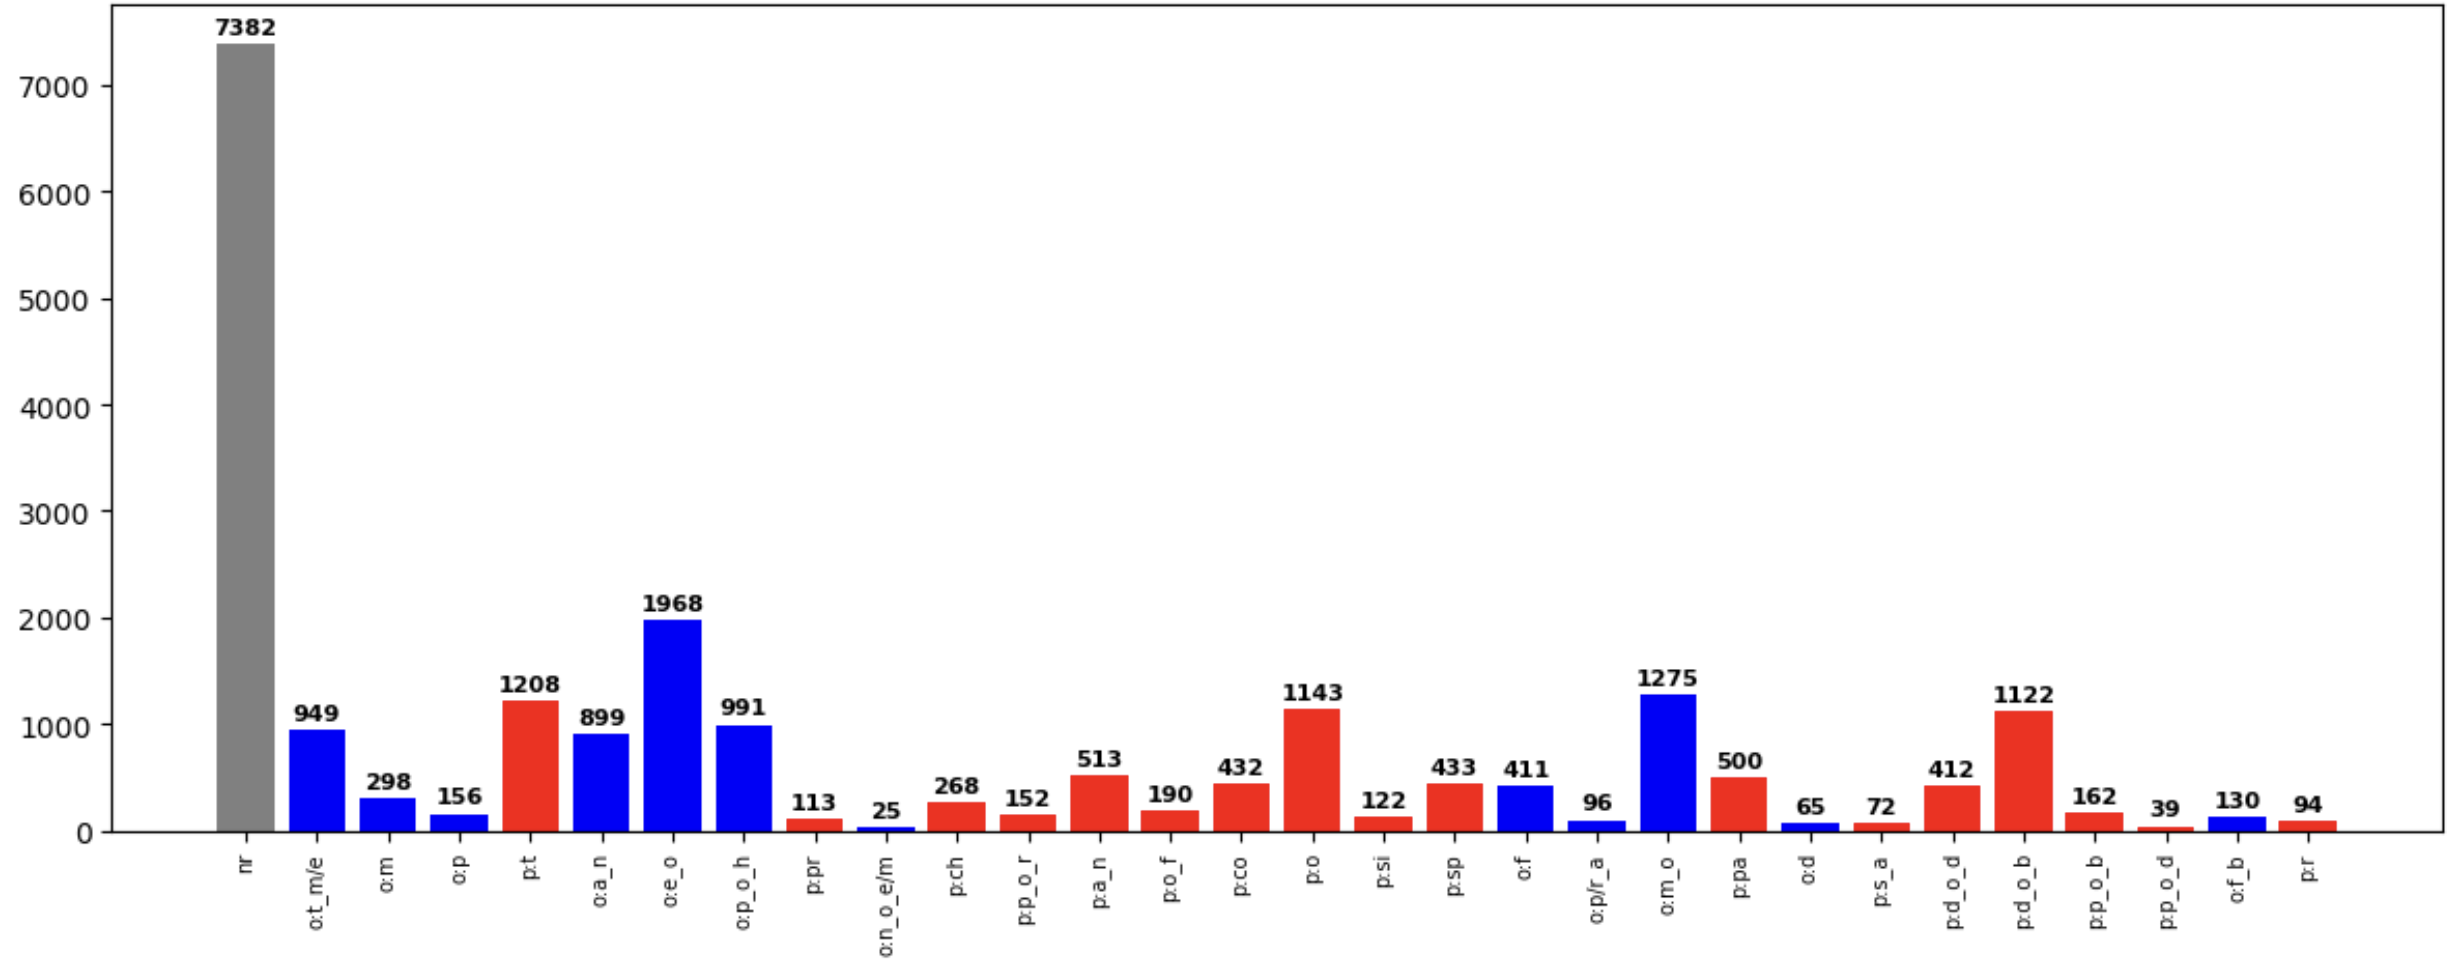 7382
7000
6000
5000
4000
3000
2000
1000
0
949
298
156
1208
899
1968
991
113
25
268
152
513
190
432
1143
122
433
411
96
1275
500
65
72
412
1122
162
39
130
94
nr
o:t_m/e
o:m
o:p
p:t
o:a_n
o:e_o
o:p_o_h
p:pr
o:n_o_e/m
p:ch
p:p_o_r
p:a_n
p:o_f
p:co
p:o
p:si
p:sp
o:f
o:p/r_a
o:m_o
p:pa
o:d
p:s_a
p:d_o_d
p:d_o_b
p:p_o_b
p:p_o_d
o:f_b
p:r